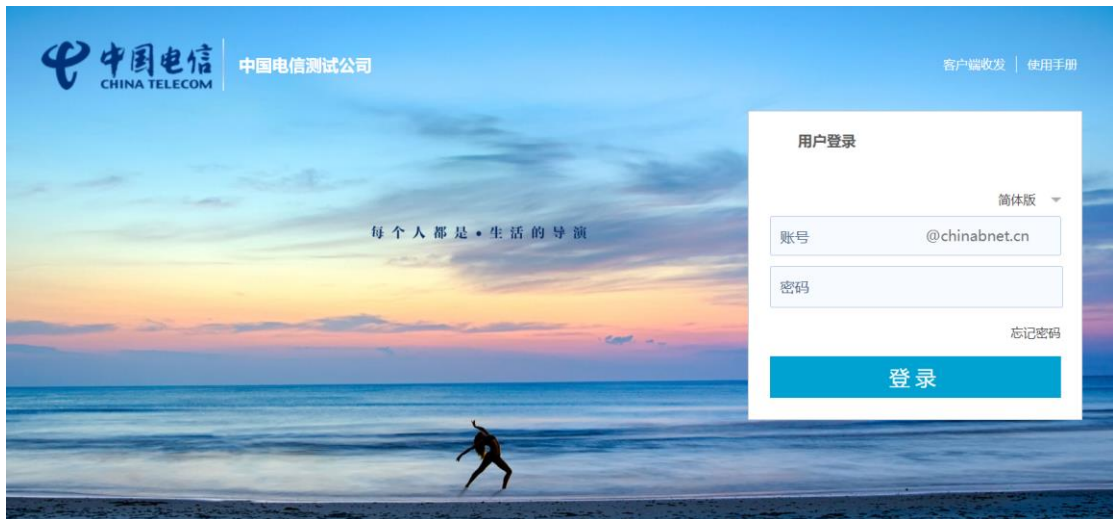 中国电信
CHINA TELECOM
中国电信测试公司
客户端收发 | 使用手册
用户登录
简体版
每个人都是•生活的导演
账号 @chinabnet.cn
密码
忘记密码
登录